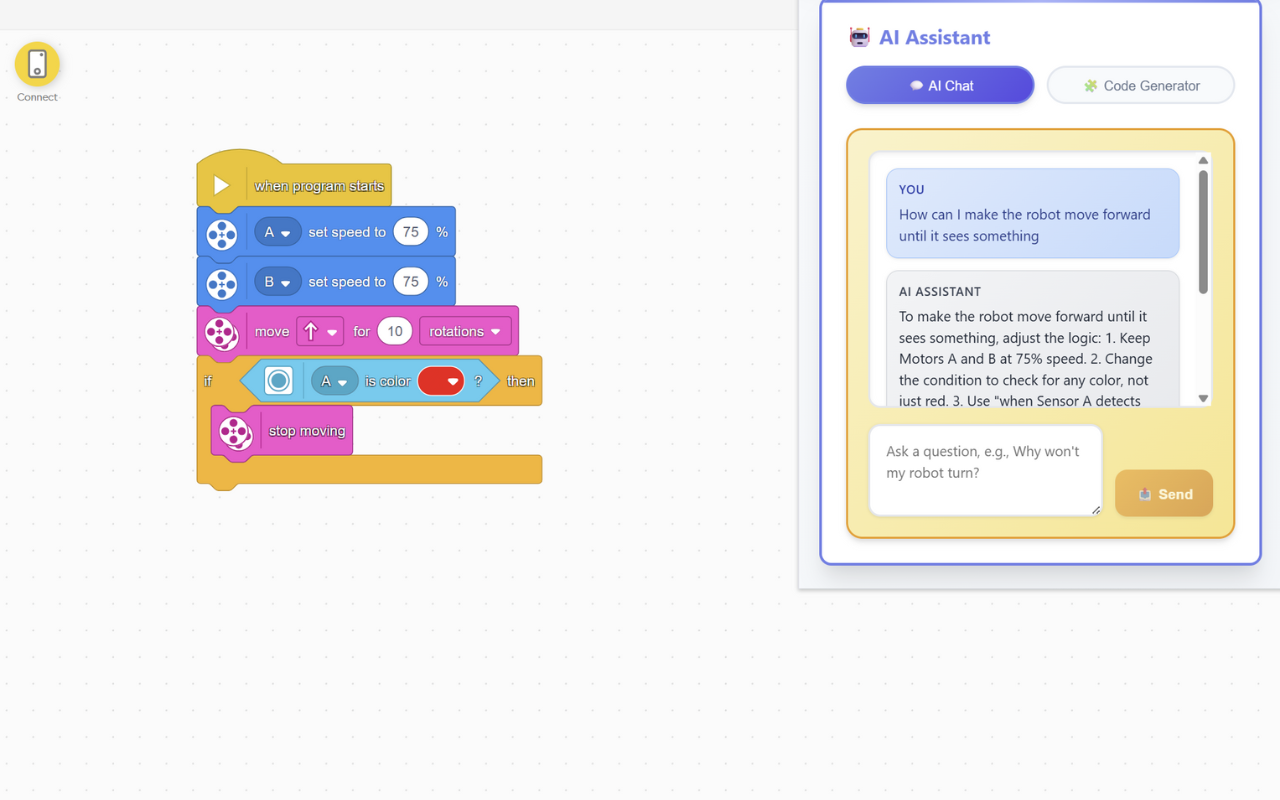 Connect
when program starts
A set speed to 75 %
B set speed to 75 %
move for 10 rotations
if A is color ? then
stop moving
AI Assistant
AI Chat
Code Generator
YOU
How can I make the robot move forward
until it sees something
AI ASSISTANT
To make the robot move forward until it
sees something, adjust the logic: 1. Keep
Motors A and B at 75% speed. 2. Change
the condition to check for any color, not
just red. 3. Use "when Sensor A detects
Ask a question, e.g., Why won't
my robot turn?
Send